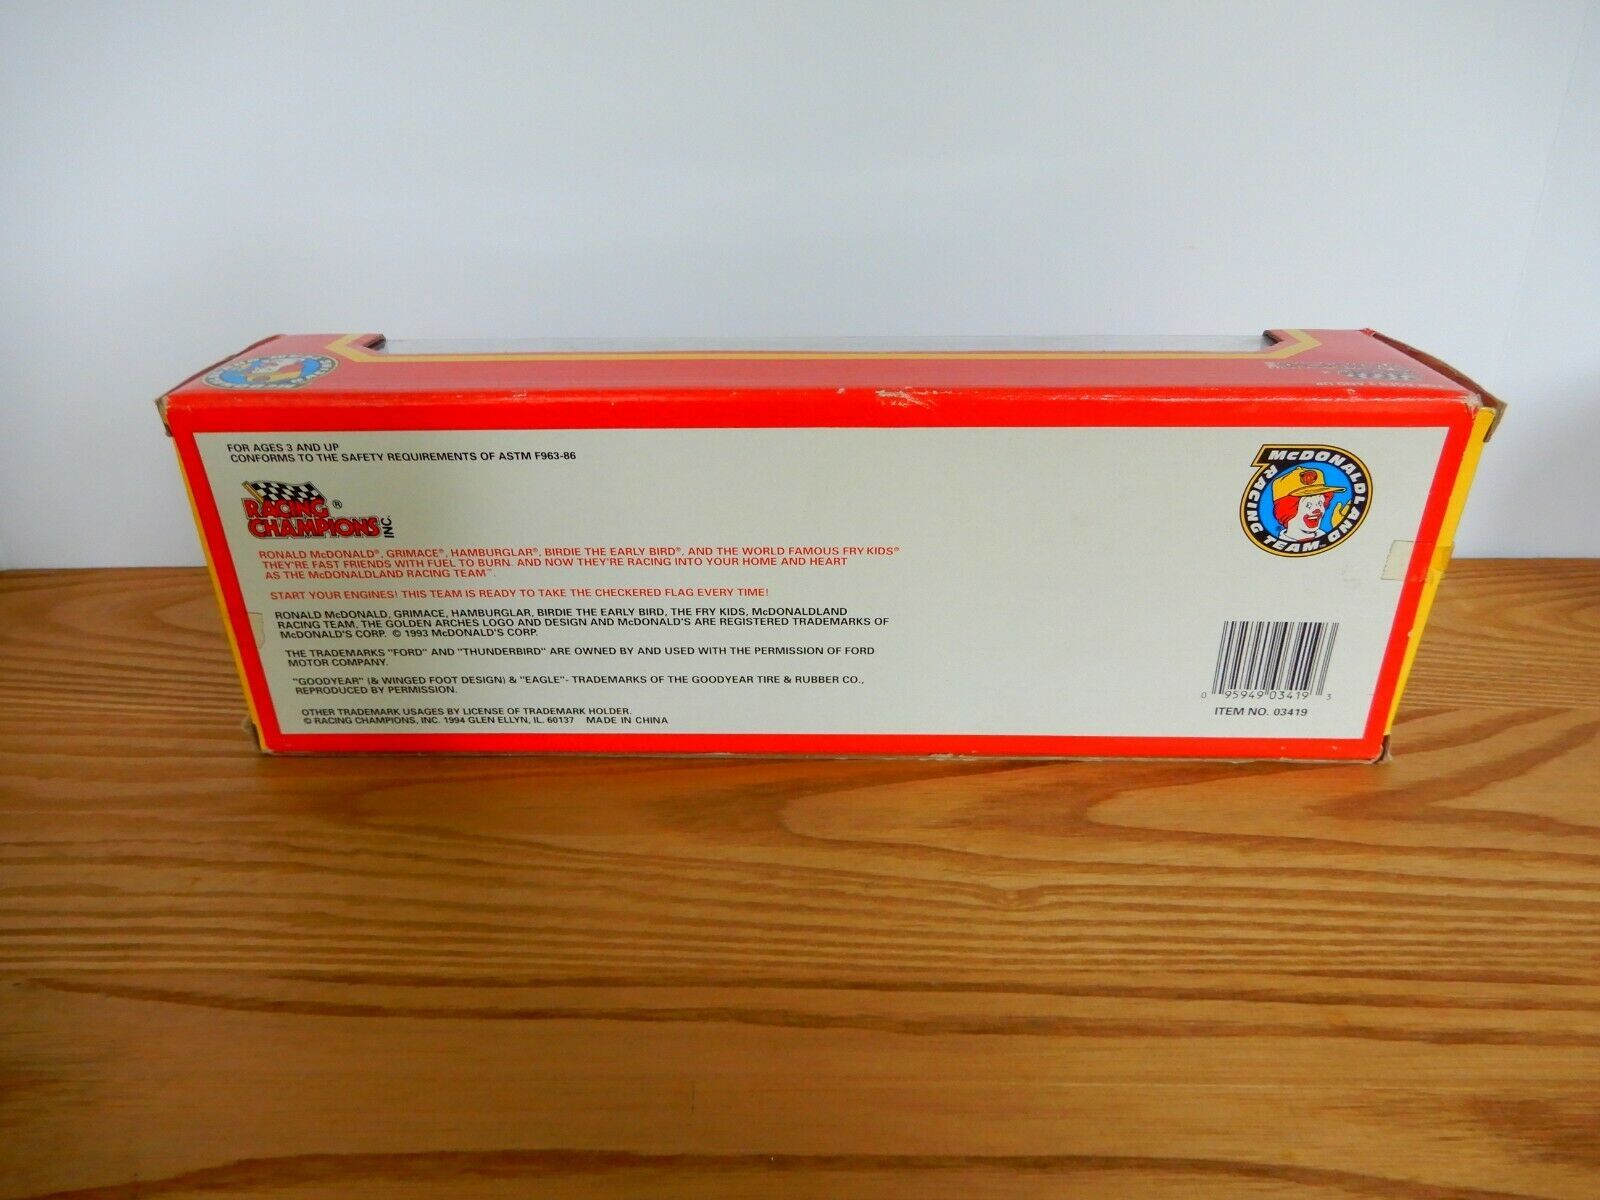 FOR AGES 3 AND UP
CONFORMS TO THE SAFETY REQUIREMENTS OF ASTM F963-86
RACING ®
CHAMPIONS INC.
RONALD McDONALD®, GRIMACE®, HAMBURGLAR®, BIRDIE THE EARLY BIRD®, AND THE WORLD FAMOUS FRY KIDS®
THEY'RE FAST FRIENDS WITH FUEL TO BURN. AND NOW THEY'RE RACING INTO YOUR HOME AND HEART
AS THE McDONALDLAND RACING TEAM™.
START YOUR ENGINES! THIS TEAM IS READY TO TAKE THE CHECKERED FLAG EVERY TIME!
RONALD McDONALD, GRIMACE, HAMBURGLAR, BIRDIE THE EARLY BIRD, THE FRY KIDS, McDONALDLAND
RACING TEAM, THE GOLDEN ARCHES LOGO AND DESIGN AND McDONALD'S ARE REGISTERED TRADEMARKS OF
McDONALD'S CORP. © 1993 McDONALD'S CORP.
THE TRADEMARKS "FORD" AND "THUNDERBIRD" ARE OWNED BY AND USED WITH THE PERMISSION OF FORD
MOTOR COMPANY.
"GOODYEAR" (& WINGED FOOT DESIGN) & "EAGLE"- TRADEMARKS OF THE GOODYEAR TIRE & RUBBER CO.,
REPRODUCED BY PERMISSION.
OTHER TRADEMARK USAGES BY LICENSE OF TRADEMARK HOLDER.
© RACING CHAMPIONS, INC. 1994 GLEN ELLYN, IL. 60137 MADE IN CHINA
McDONALDLAND
RACING TEAM™
0 95949 03419 3
ITEM NO. 03419